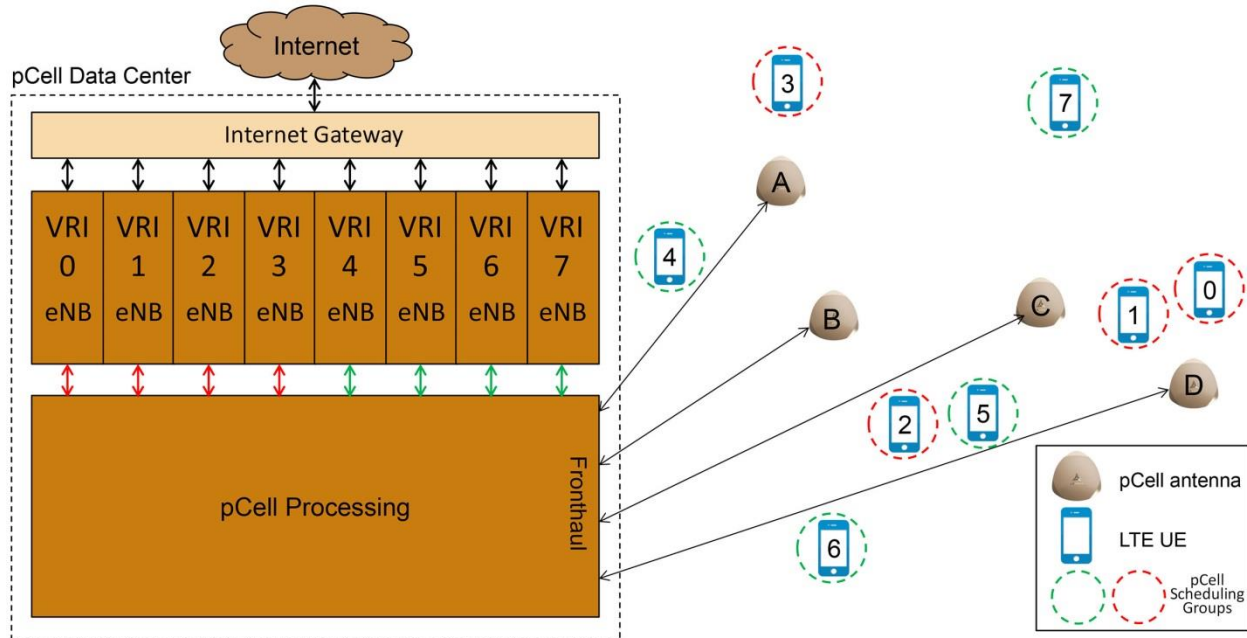 Internet
pCell Data Center
Internet Gateway
VRI VRI VRI VRI VRI VRI VRI VRI
0 1 2 3 4 5 6 7
eNB eNB eNB eNB eNB eNB eNB eNB
pCell Processing
Fronthaul
3
7
A
4
0
B
C
1
D
2
5
6
pCell antenna
LTE UE
pCell
Scheduling
Groups